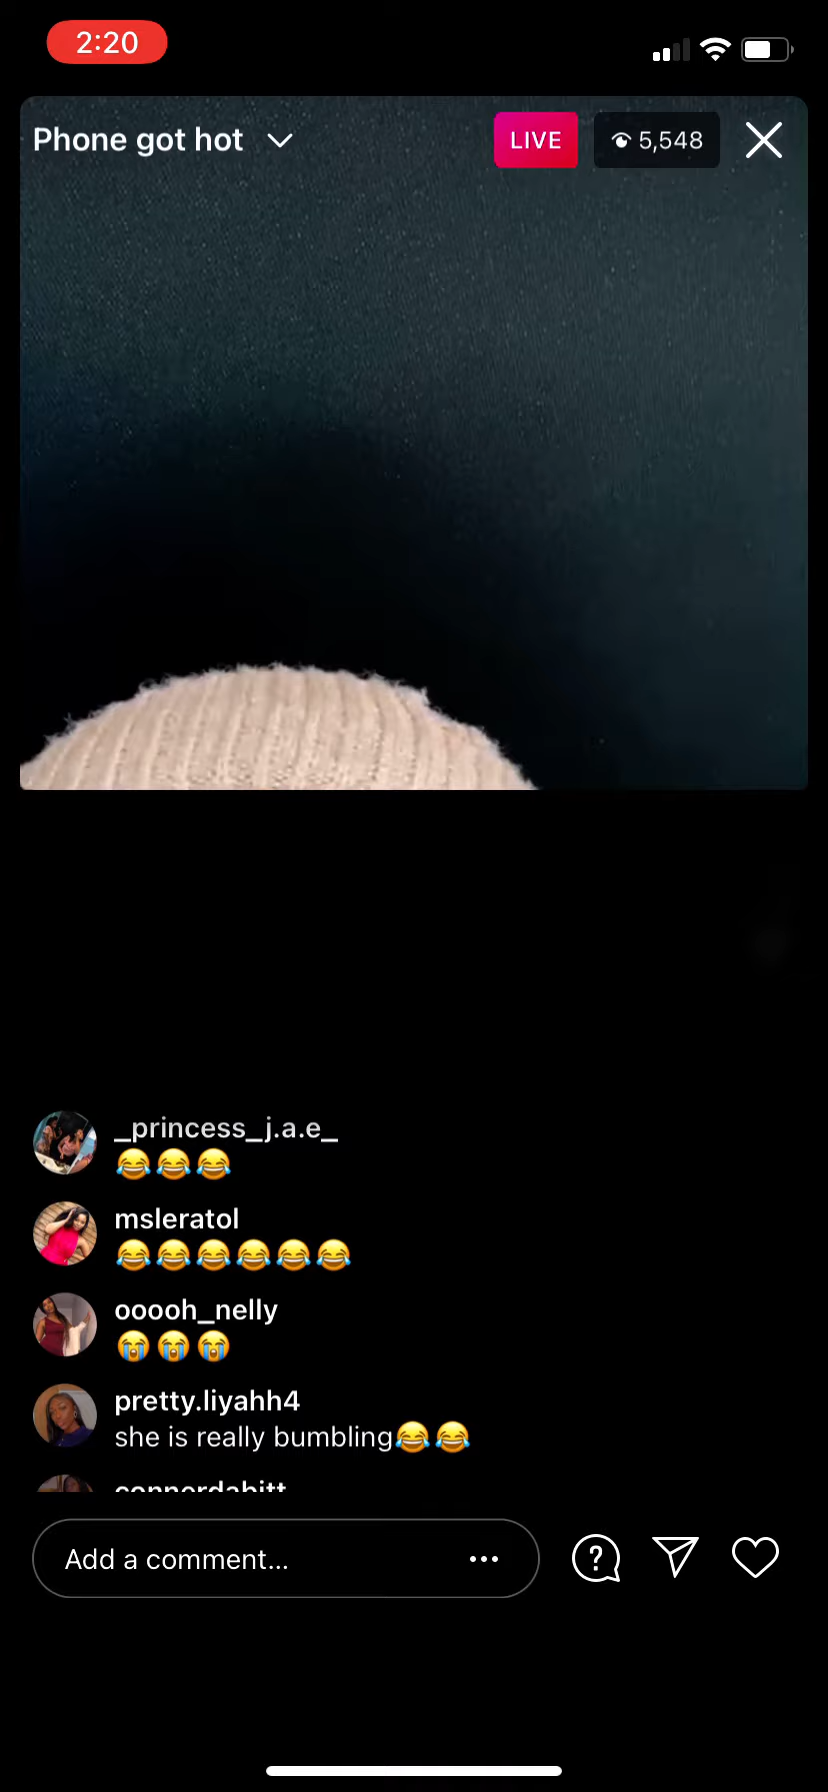 2:20
Phone got hot
LIVE
5,548
_princess_j.a.e_
😂😂😂
msleratol
😂😂😂😂😂😂
ooooh_nelly
😭😭😭
pretty.liyahh4
she is really bumbling😂😂
connerdabitt
Add a comment...